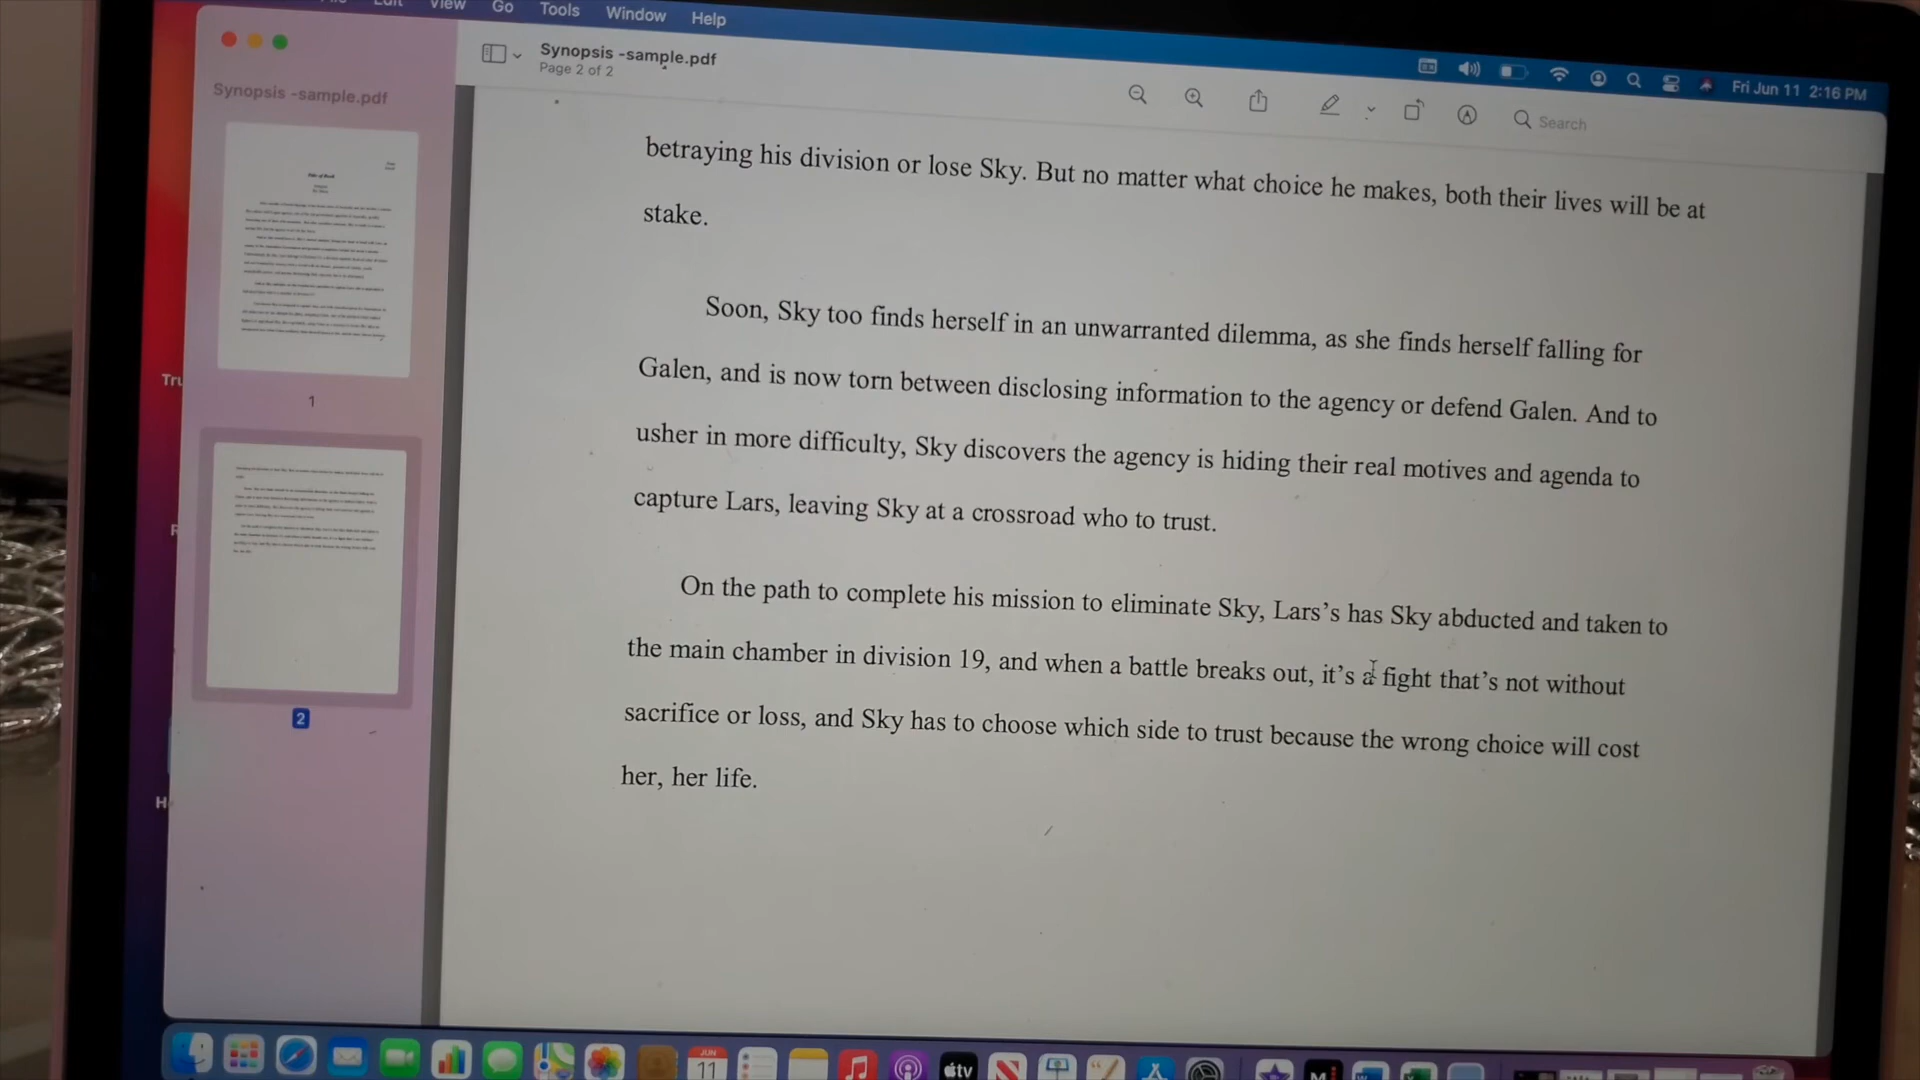 View Go Tools Window Help
Fri Jun 11 2:16 PM
Synopsis -sample.pdf
Synopsis -sample.pdf
Page 2 of 2
Search
betraying his division or lose Sky. But no matter what choice he makes, both their lives will be at
stake.
Soon, Sky too finds herself in an unwarranted dilemma, as she finds herself falling for
Galen, and is now torn between disclosing information to the agency or defend Galen. And to
usher in more difficulty, Sky discovers the agency is hiding their real motives and agenda to
capture Lars, leaving Sky at a crossroad who to trust.
On the path to complete his mission to eliminate Sky, Lars’s has Sky abducted and taken to
the main chamber in division 19, and when a battle breaks out, it’s a fight that’s not without
sacrifice or loss, and Sky has to choose which side to trust because the wrong choice will cost
her, her life.
1
2
JUN
11
tv